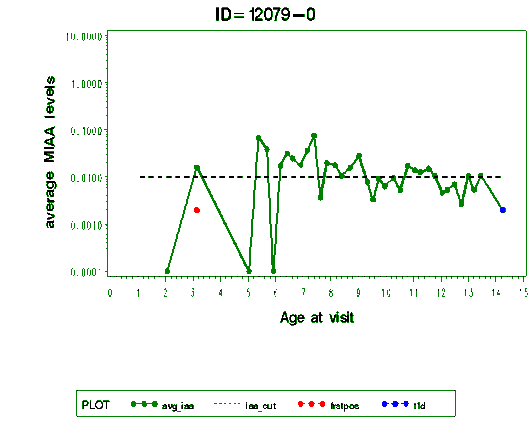 ID=12079-0
average MIAA levels
10.0000
1.0000
0.1000
0.0100
0.0010
0.0001
0 1 2 3 4 5 6 7 8 9 10 11 12 13 14 15
Age at visit
PLOT avg_iaa iaa_cut frstpos t1d